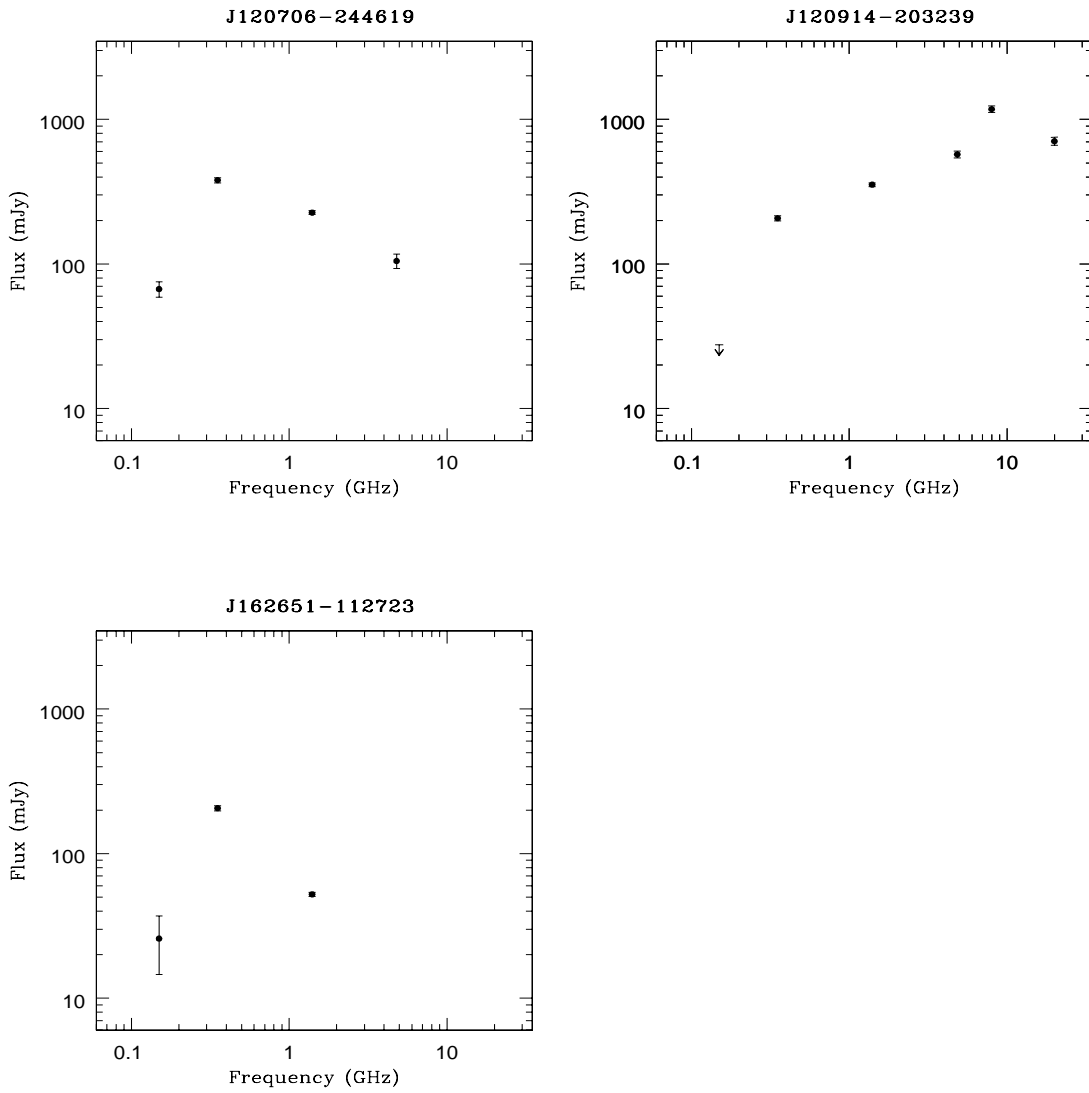 J120706−244619
1000
100
10
Flux (mJy)
0.1 1 10
Frequency (GHz)
J120914−203239
1000
100
10
Flux (mJy)
0.1 1 10
Frequency (GHz)
J162651−112723
1000
100
10
Flux (mJy)
0.1 1 10
Frequency (GHz)